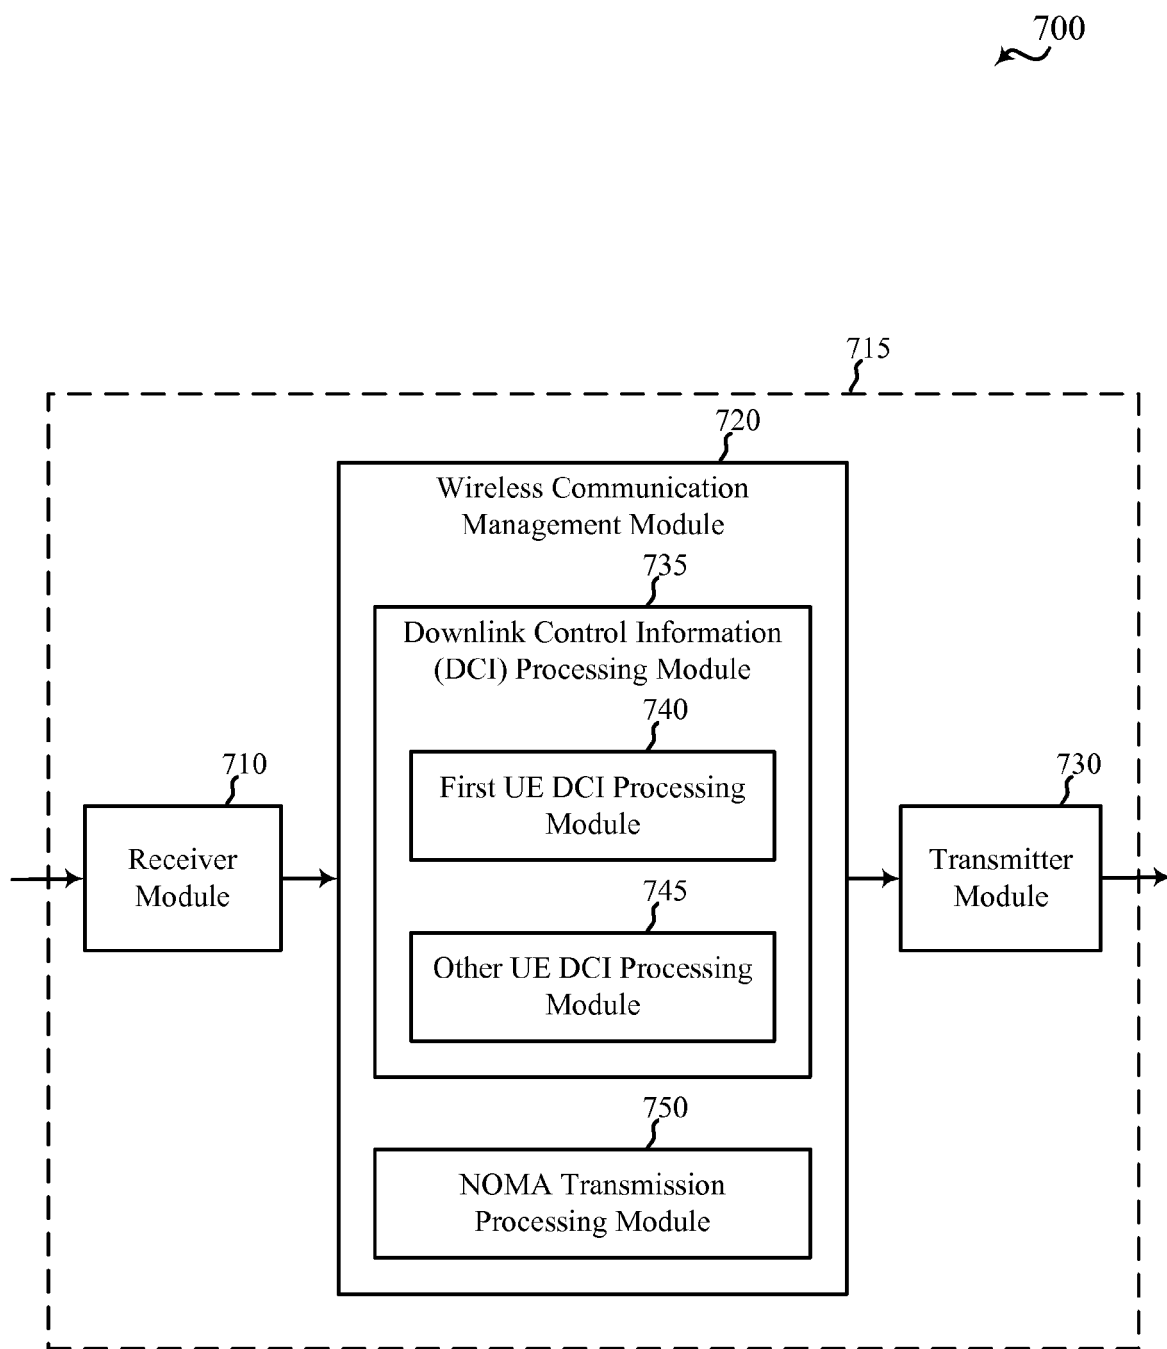 700
715
720
Wireless Communication
Management Module
735
Downlink Control Information
(DCI) Processing Module
740
First UE DCI Processing
Module
710
Receiver
Module
730
Transmitter
Module
745
Other UE DCI Processing
Module
750
NOMA Transmission
Processing Module